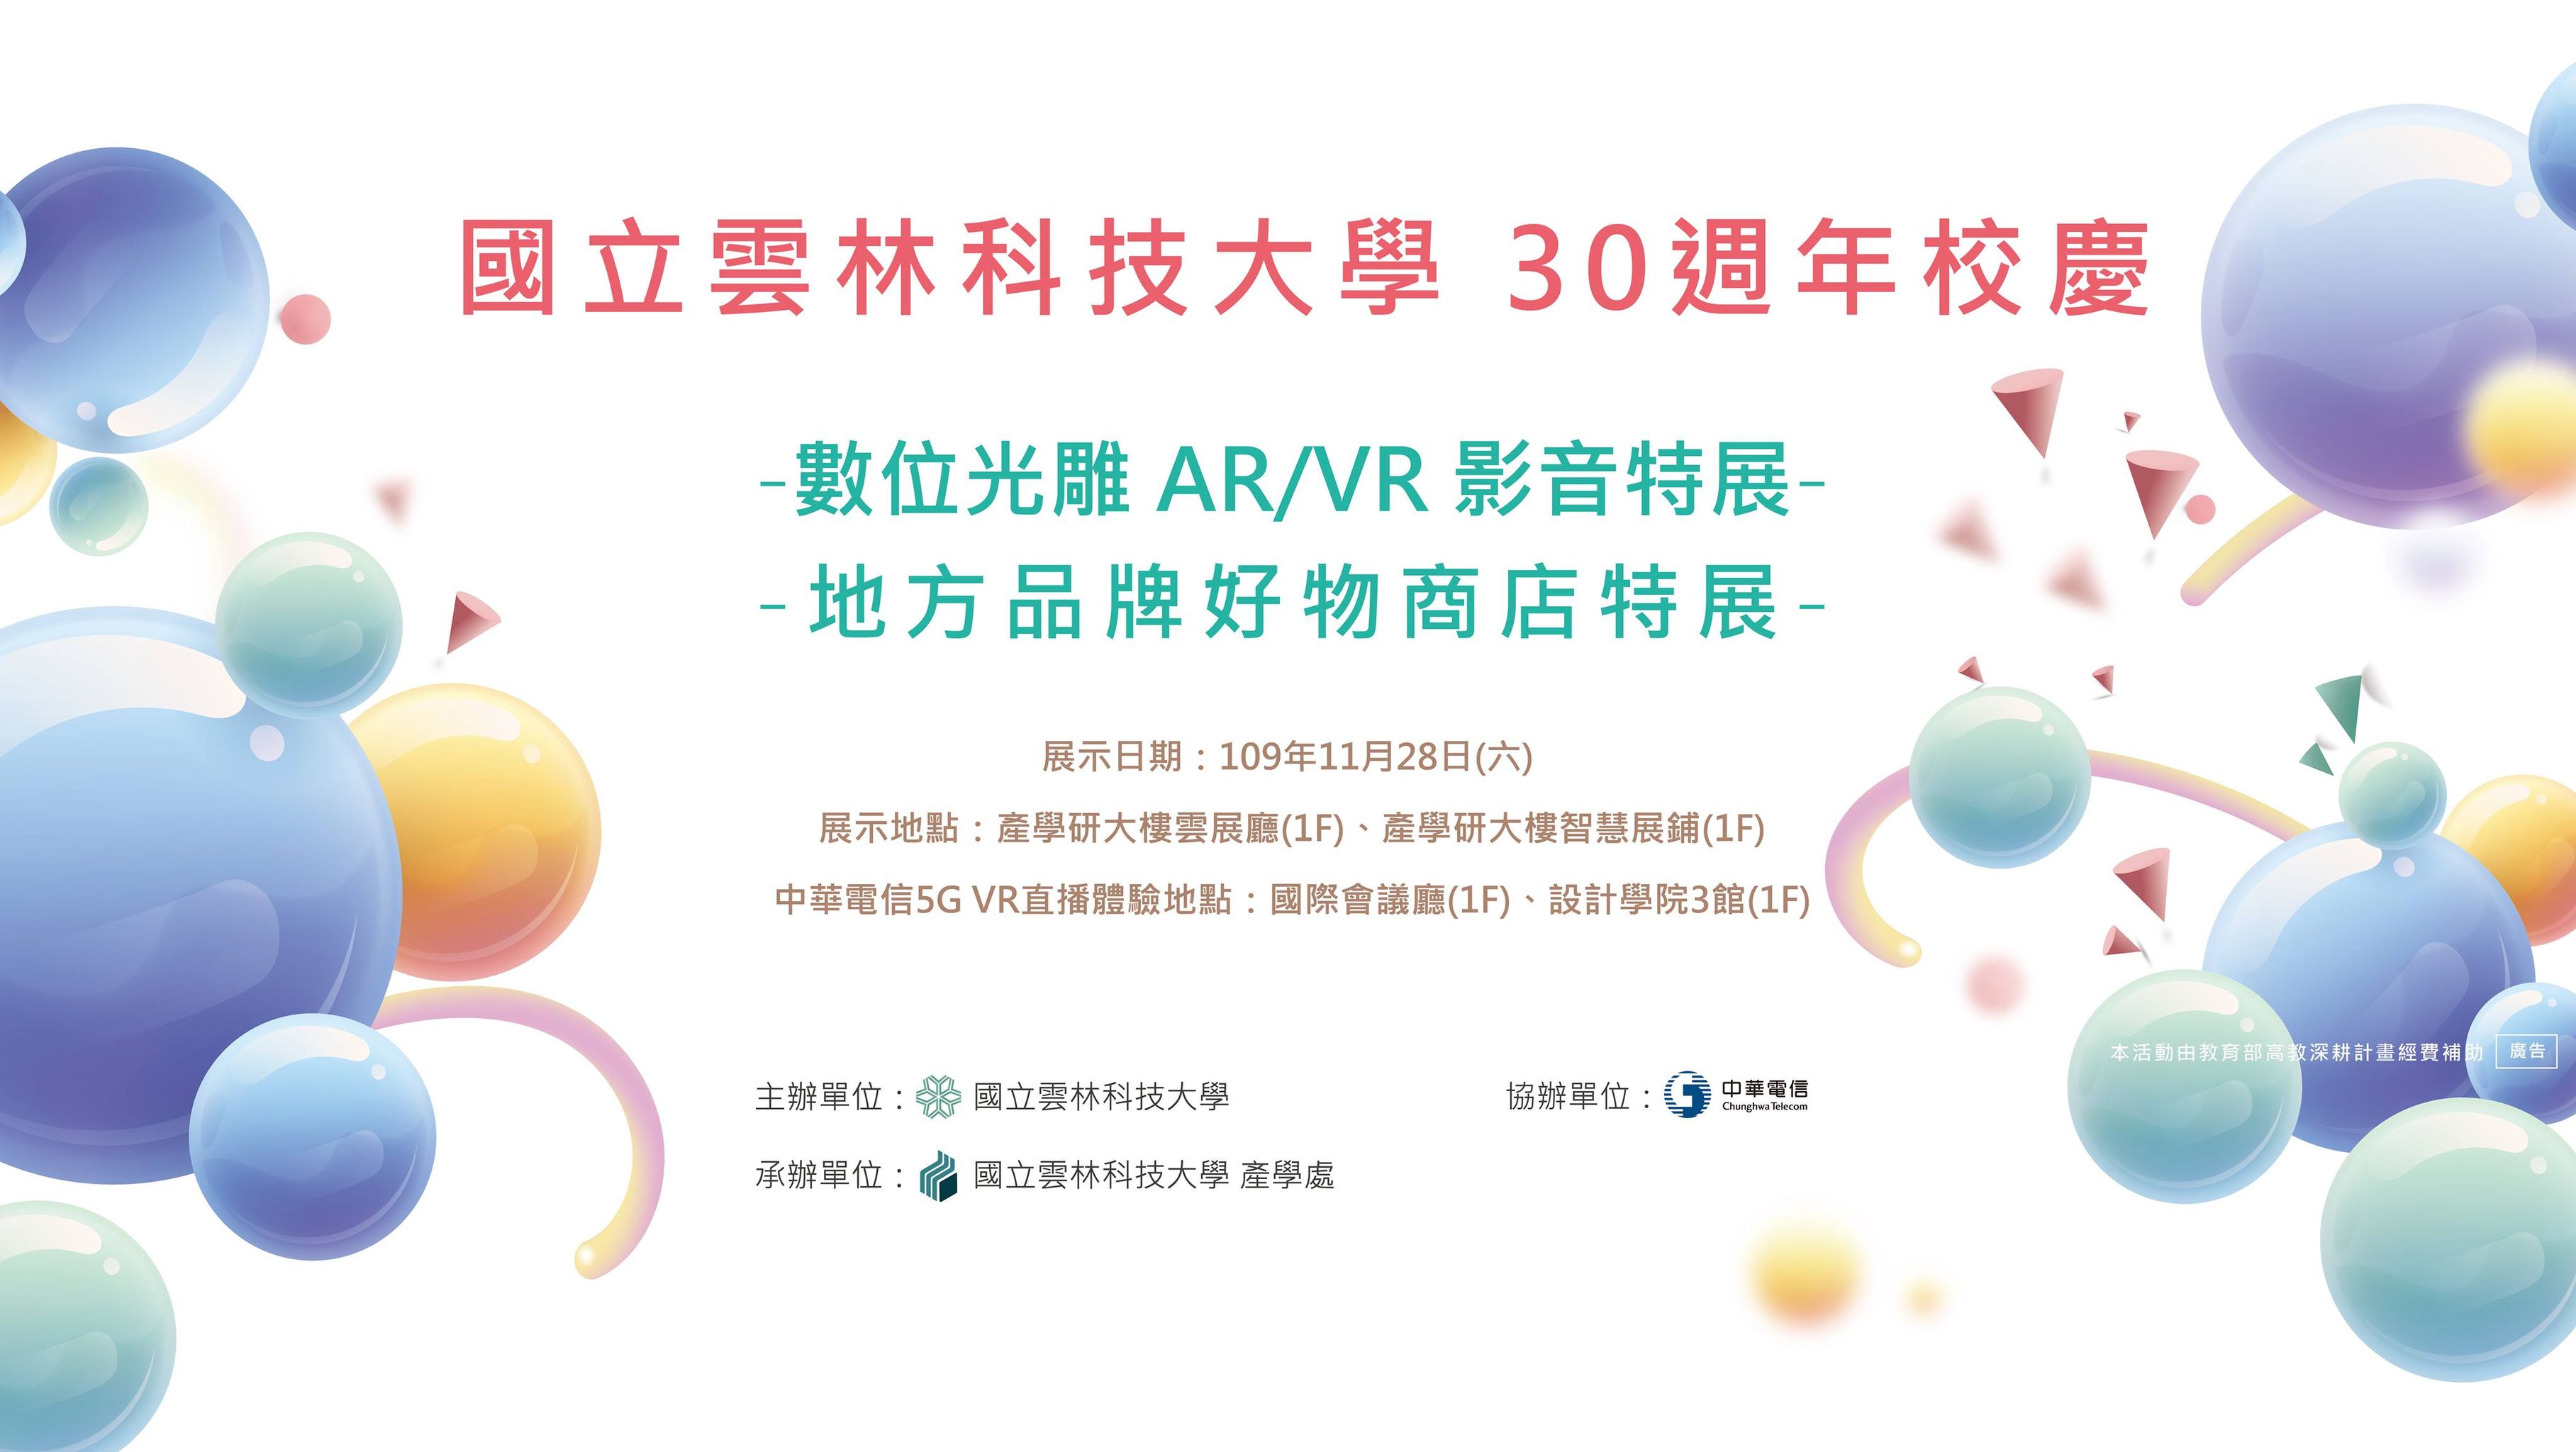 國立雲林科技大學 30週年校慶
-數位光雕 AR/VR 影音特展-
-地方品牌好物商店特展-
展示日期：109年11月28日(六)
展示地點：產學研大樓雲展廳(1F)、產學研大樓智慧展鋪(1F)
中華電信5G VR直播體驗地點：國際會議廳(1F)、設計學院3館(1F)
本活動由教育部高教深耕計畫經費補助 廣告
主辦單位：國立雲林科技大學
協辦單位：中華電信
Chunghwa Telecom
承辦單位：國立雲林科技大學 產學處